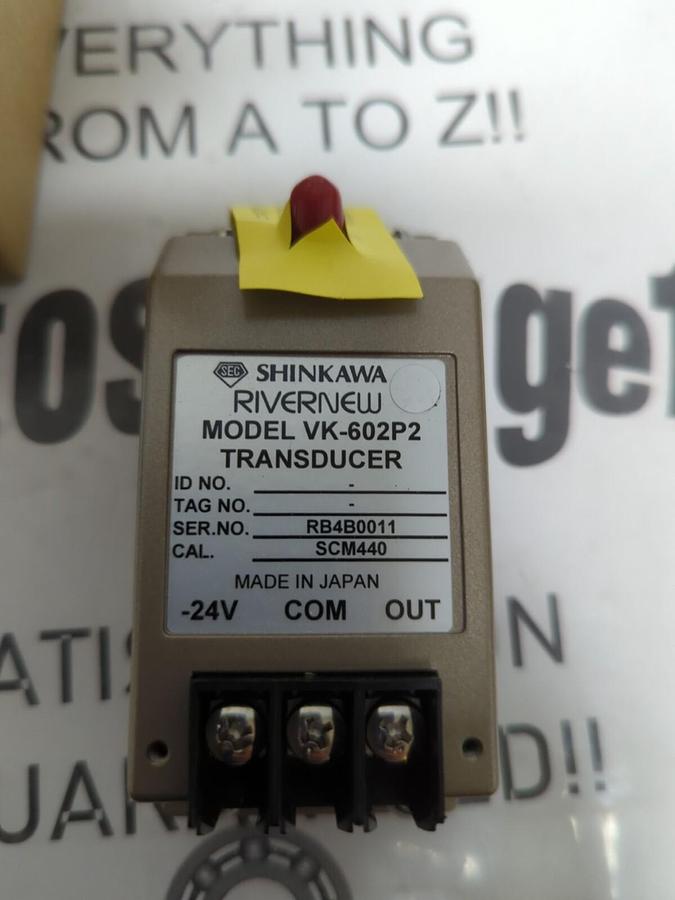 VERYTHING
ROM A TO Z!!
SEC SHINKAWA
RIVERNEW
MODEL VK-602P2
TRANSDUCER
ID NO. -
TAG NO. -
SER.NO. RB4B0011
CAL. SCM440
MADE IN JAPAN
-24V COM OUT